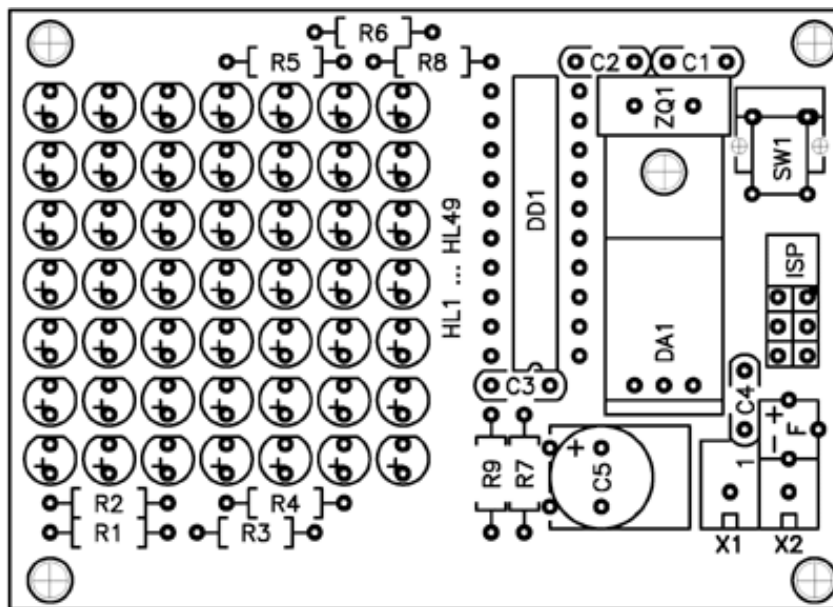 R6
R5
R8
C2
C1
ZQ1
SW1
DD1
HL1 ... HL49
ISP
DA1
C3
C4
+
−
F
R9
R7
+
C5
1
R2
R4
R1
R3
X1
X2